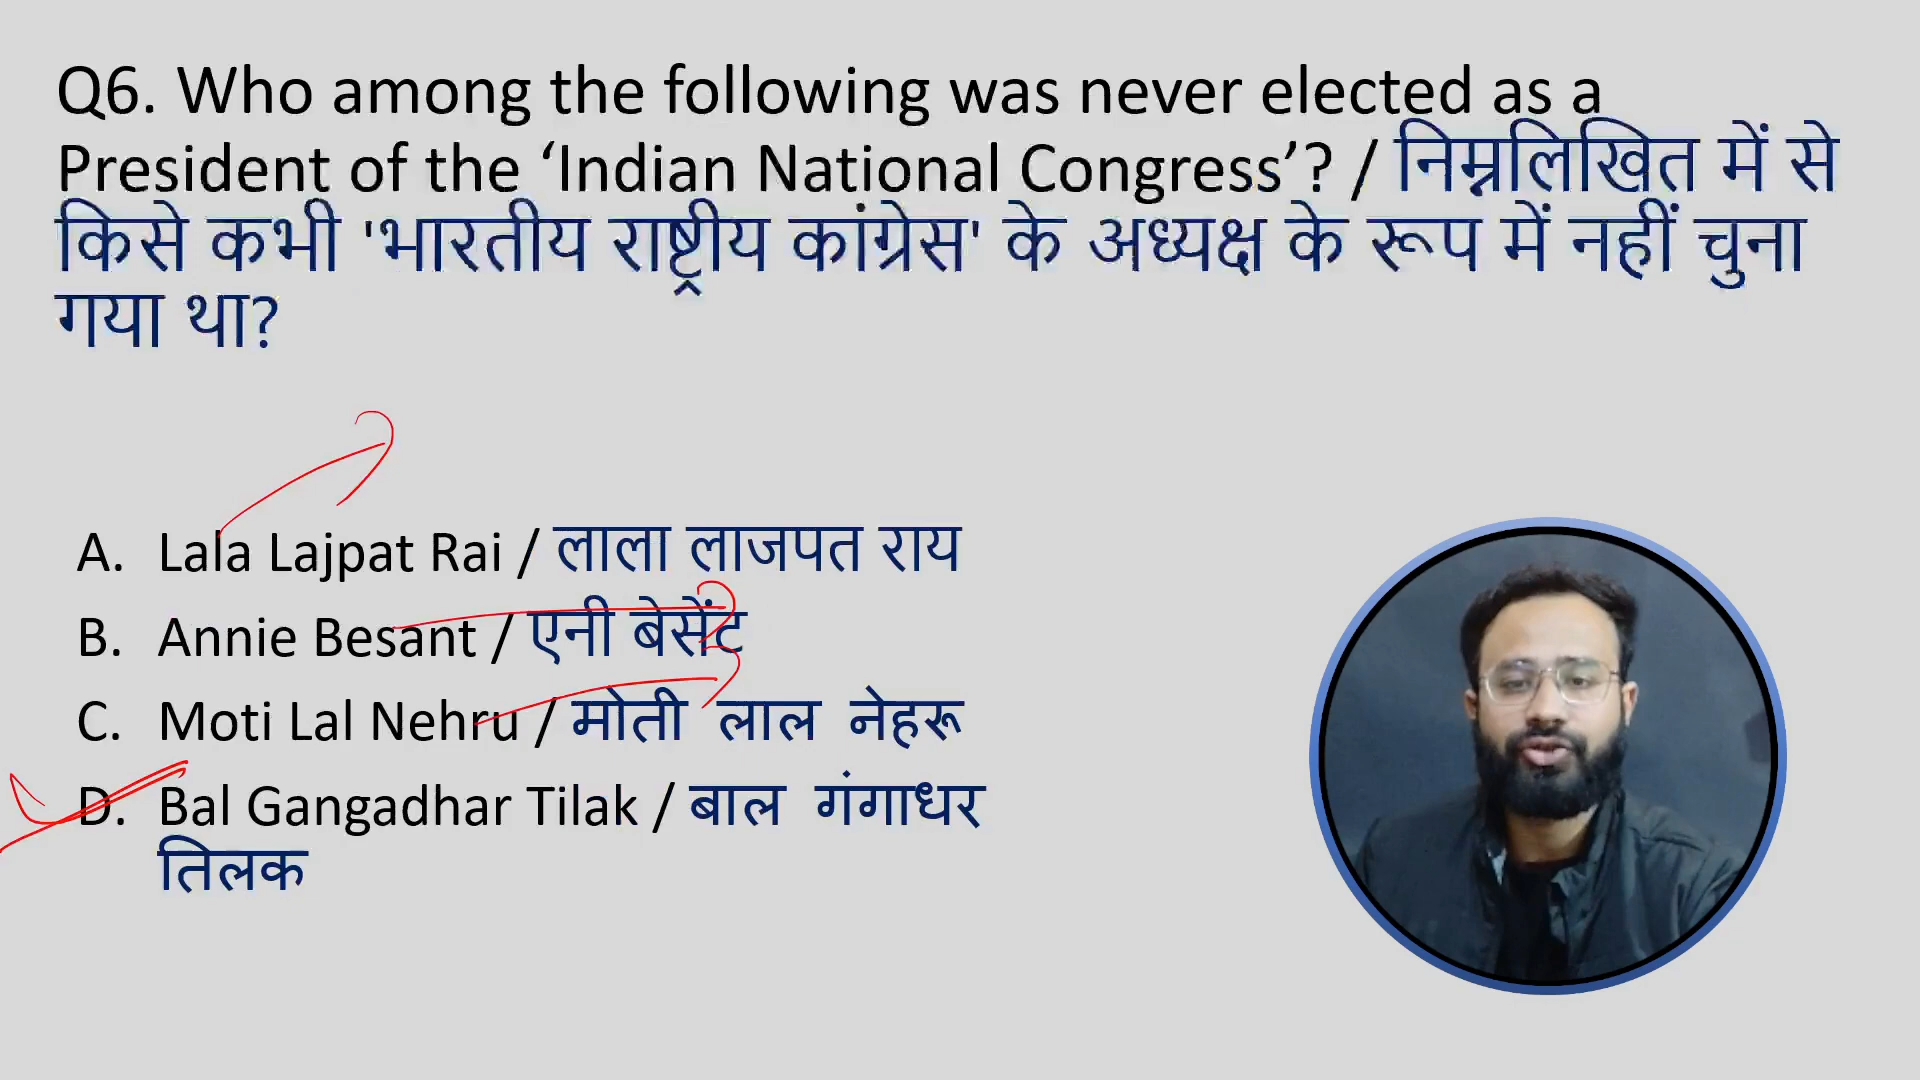 Q6. Who among the following was never elected as a
President of the ‘Indian National Congress’? / निम्नलिखित में से
किसे कभी 'भारतीय राष्ट्रीय कांग्रेस' के अध्यक्ष के रूप में नहीं चुना
गया था?
A. Lala Lajpat Rai / लाला लाजपत राय
B. Annie Besant / एनी बेसेंट
C. Moti Lal Nehru / मोती लाल नेहरू
D. Bal Gangadhar Tilak / बाल गंगाधर
तिलक